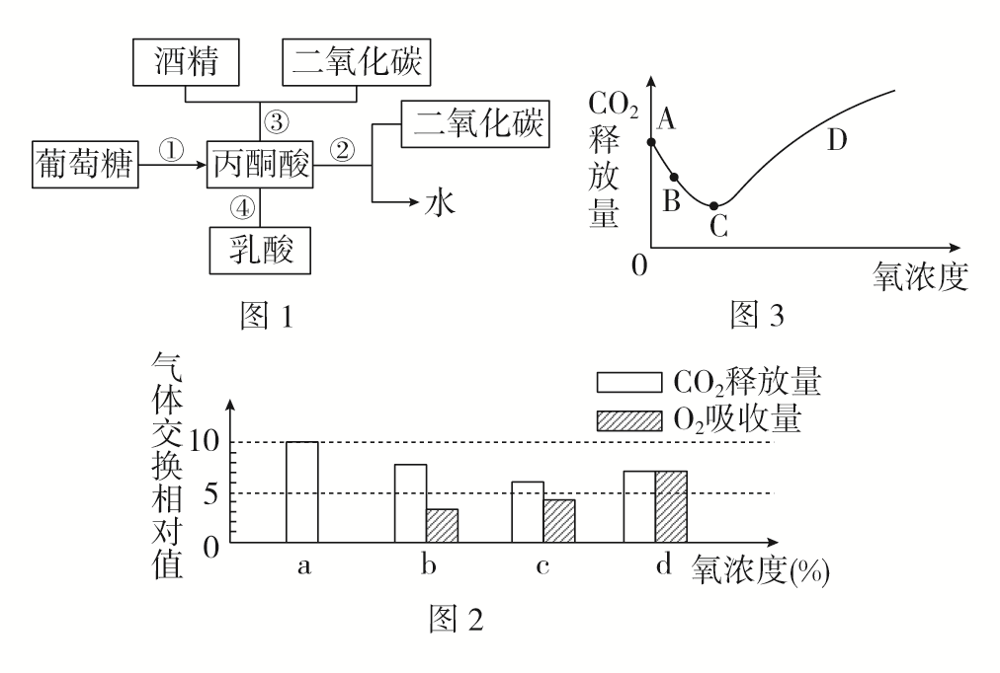 酒精
二氧化碳
③
二氧化碳
葡萄糖
①
丙酮酸
②
水
④
乳酸
图1
CO₂释放量
A
B
C
D
0
氧浓度
图3
气体交换相对值
10
5
0
CO₂释放量
O₂吸收量
a
b
c
d
氧浓度(%)
图2